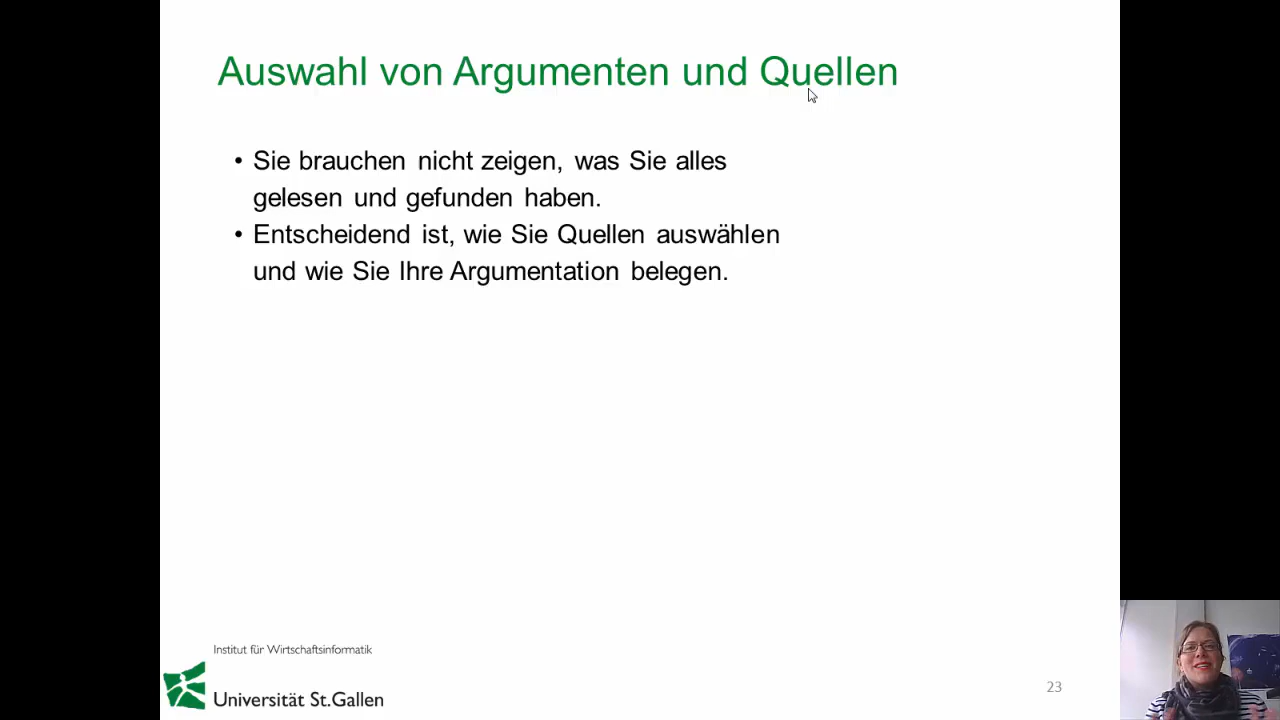 Auswahl von Argumenten und Quellen
• Sie brauchen nicht zeigen, was Sie alles
gelesen und gefunden haben.
• Entscheidend ist, wie Sie Quellen auswählen
und wie Sie Ihre Argumentation belegen.
Institut für Wirtschaftsinformatik
Universität St.Gallen
23